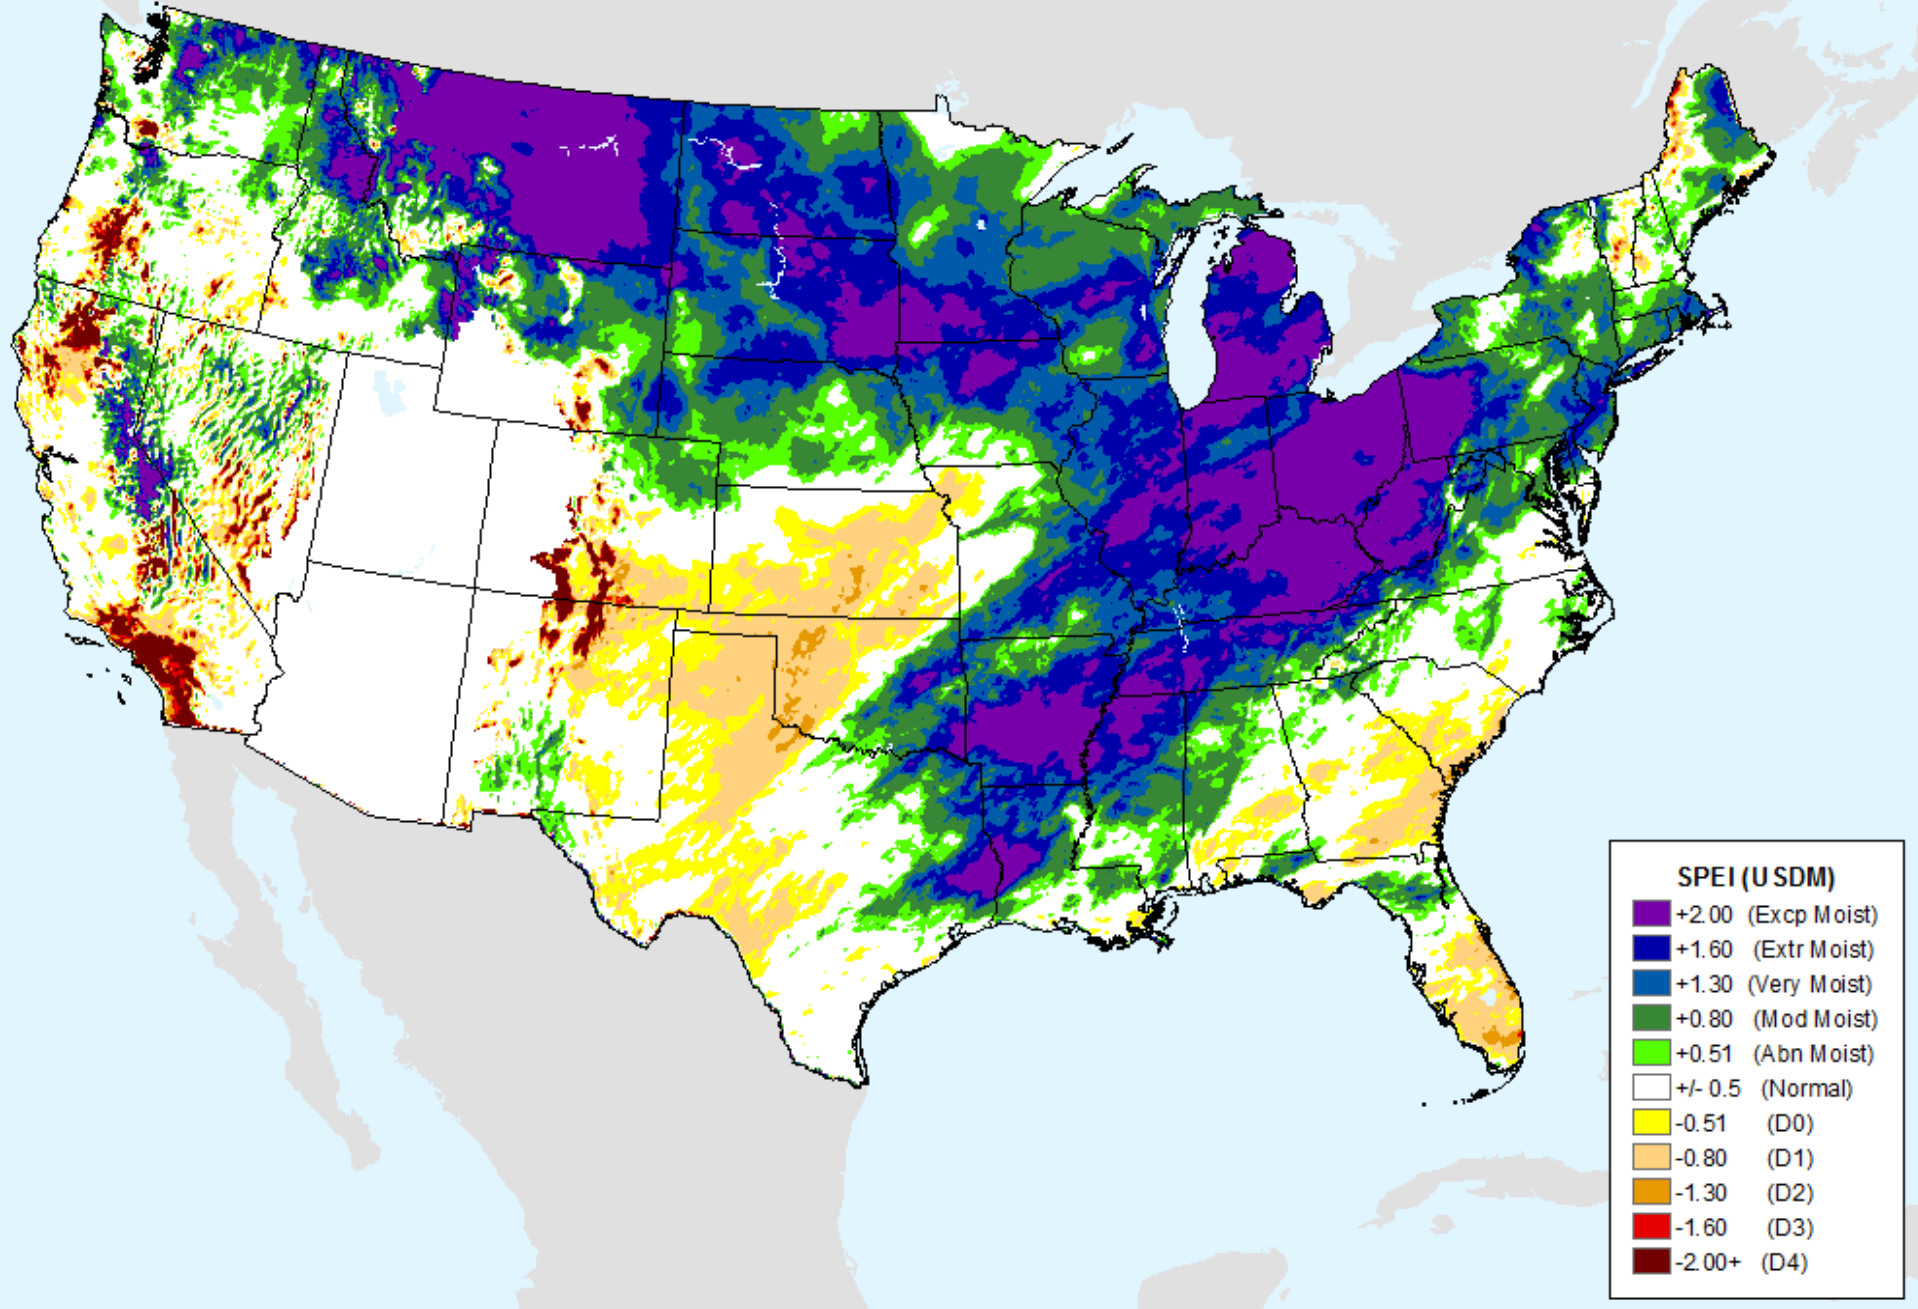 SPEI (USDM)
+2.00 (Excp Moist)
+1.60 (Extr Moist)
+1.30 (Very Moist)
+0.80 (Mod Moist)
+0.51 (Abn Moist)
+/- 0.5 (Normal)
-0.51 (D0)
-0.80 (D1)
-1.30 (D2)
-1.60 (D3)
-2.00+ (D4)